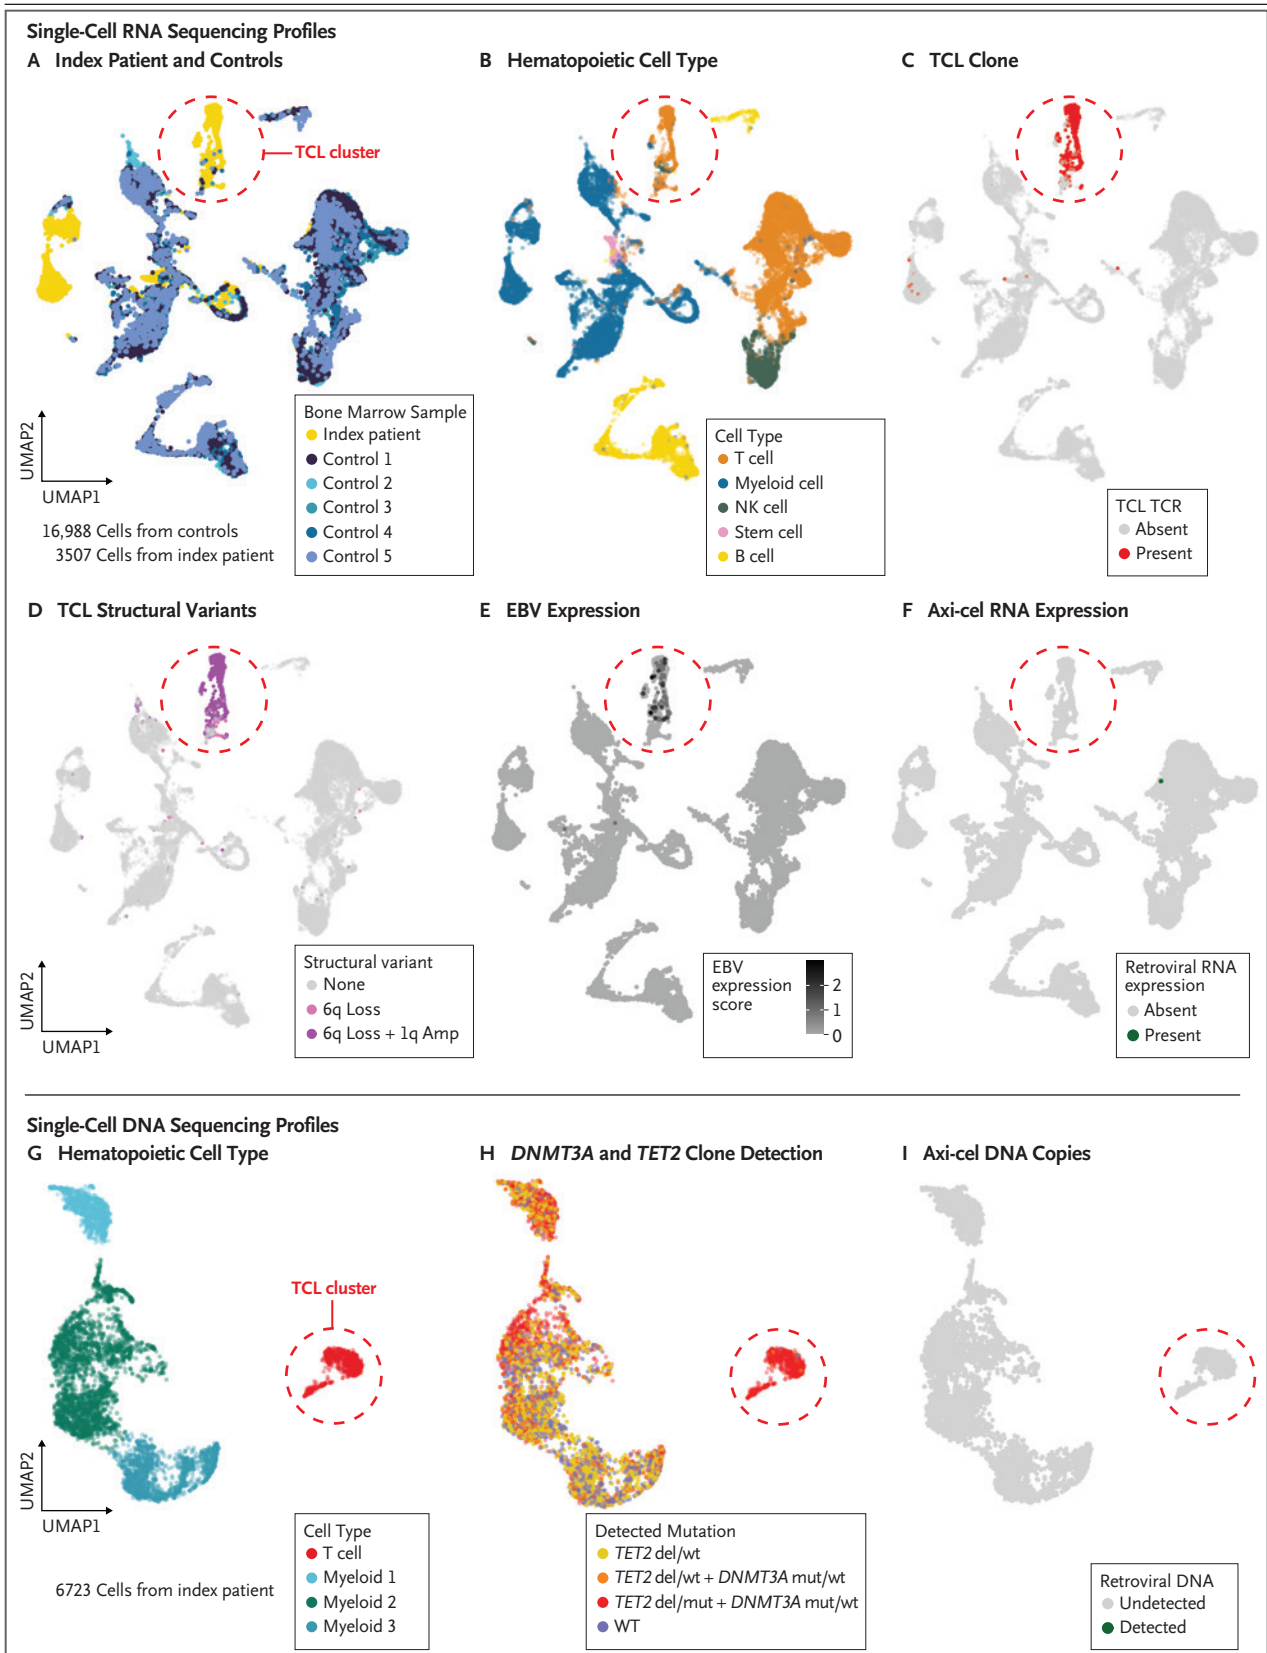 Single-Cell RNA Sequencing Profiles
A Index Patient and Controls
B Hematopoietic Cell Type
C TCL Clone
TCL cluster
Bone Marrow Sample
Index patient
Control 1
Control 2
Control 3
Control 4
Control 5
UMAP2
UMAP1
16,988 Cells from controls
3507 Cells from index patient
Cell Type
T cell
Myeloid cell
NK cell
Stem cell
B cell
TCL TCR
Absent
Present
D TCL Structural Variants
E EBV Expression
F Axi-cel RNA Expression
UMAP2
UMAP1
Structural variant
None
6q Loss
6q Loss + 1q Amp
EBV
expression
score
2
1
0
Retroviral RNA
expression
Absent
Present
Single-Cell DNA Sequencing Profiles
G Hematopoietic Cell Type
H DNMT3A and TET2 Clone Detection
I Axi-cel DNA Copies
TCL cluster
UMAP2
UMAP1
6723 Cells from index patient
Cell Type
T cell
Myeloid 1
Myeloid 2
Myeloid 3
Detected Mutation
TET2 del/wt
TET2 del/wt + DNMT3A mut/wt
TET2 del/mut + DNMT3A mut/wt
WT
Retroviral DNA
Undetected
Detected